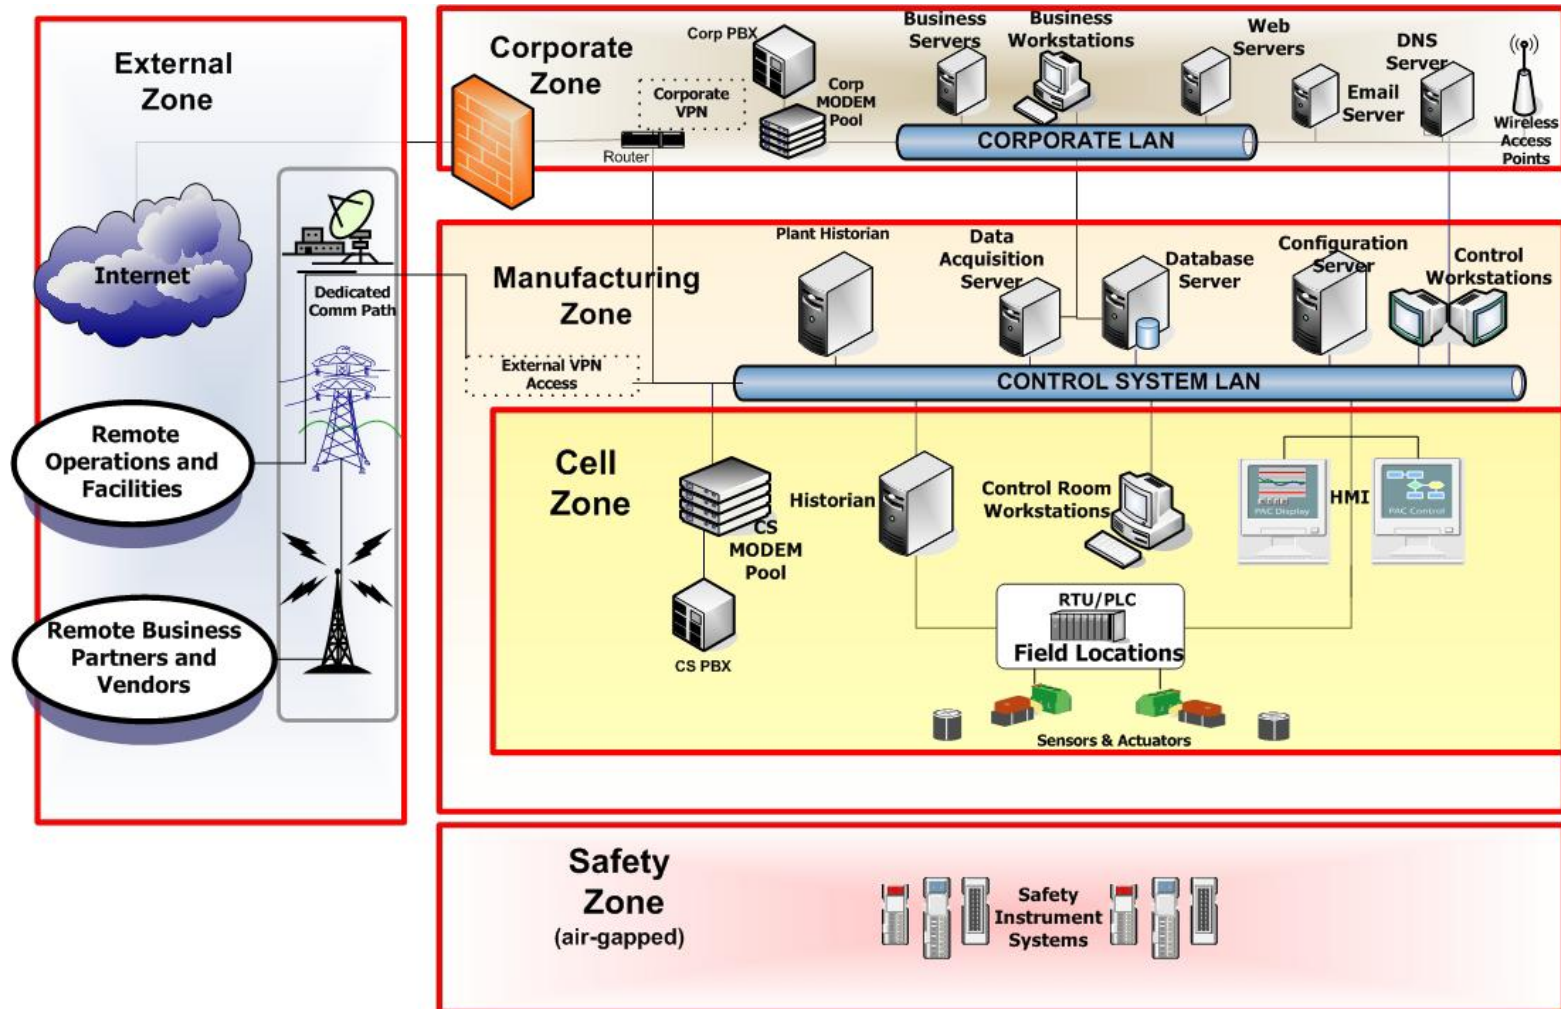 External
Zone
Internet
Dedicated
Comm Path
Remote
Operations and
Facilities
Remote Business
Partners and
Vendors
Corporate
Zone
Corp PBX
Corporate
VPN
Router
Corp
MODEM
Pool
Business
Servers
Business
Workstations
Web
Servers
Email
Server
DNS
Server
Wireless
Access
Points
CORPORATE LAN
Manufacturing
Zone
External VPN
Access
Plant Historian
Data
Acquisition
Server
Database
Server
Configuration
Server
Control
Workstations
CONTROL SYSTEM LAN
Cell
Zone
CS
MODEM
Pool
CS PBX
Historian
Control Room
Workstations
PAC Display
HMI
PAC Control
RTU/PLC
Field Locations
Sensors & Actuators
Safety
Zone
(air-gapped)
Safety
Instrument
Systems